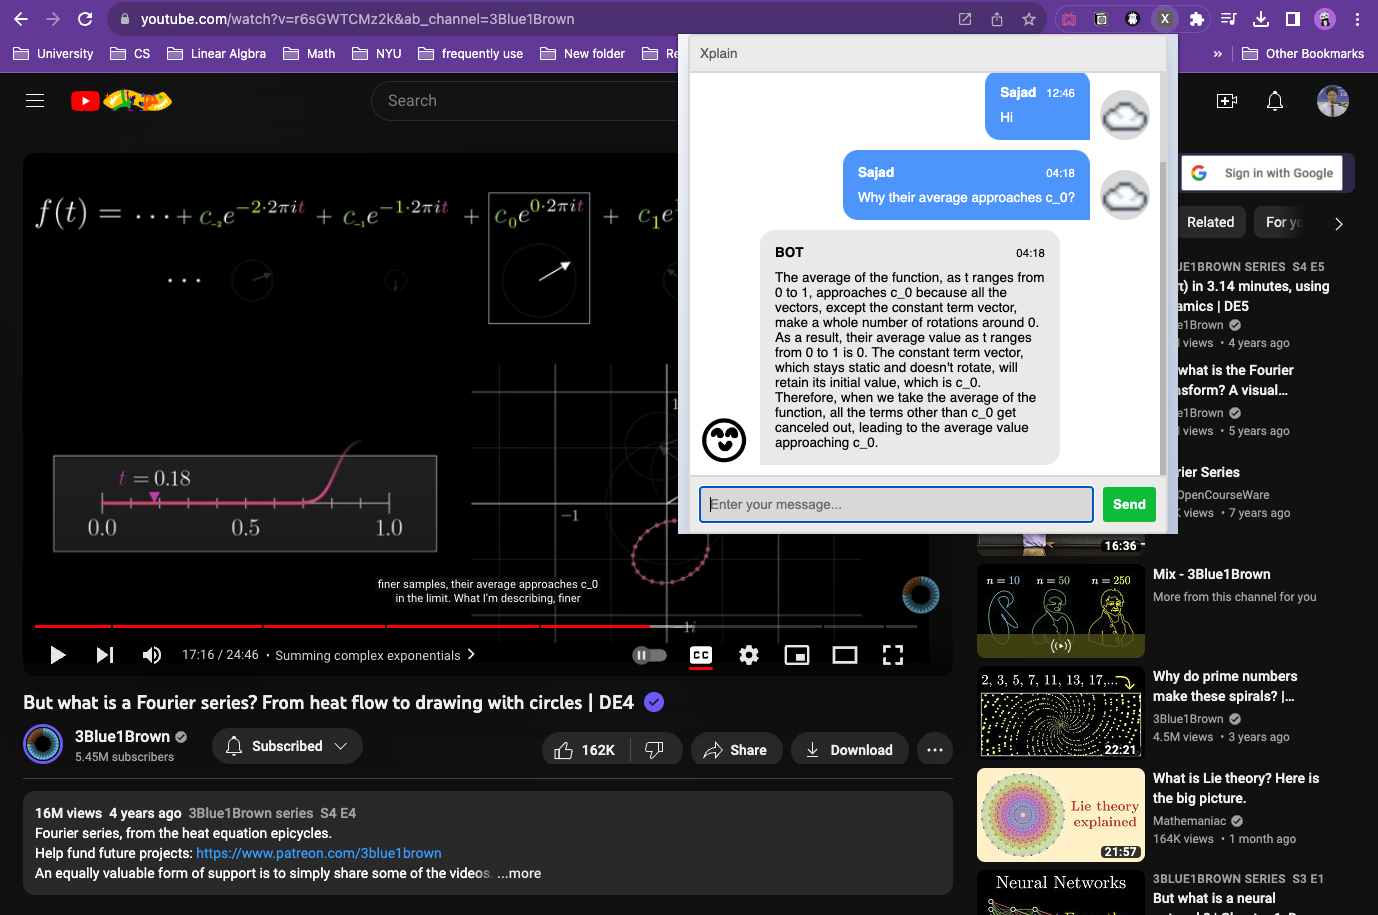 youtube.com/watch?v=r6sGWTCMz2k&ab_channel=3Blue1Brown
University
CS
Linear Algbra
Math
NYU
frequently use
New folder
»
Other Bookmarks
Search
Xplain
Sajad 12:46
Hi
Sajad 04:18
Why their average approaches c_0?
BOT 04:18
The average of the function, as t ranges from
0 to 1, approaches c_0 because all the
vectors, except the constant term vector,
make a whole number of rotations around 0.
As a result, their average value as t ranges
from 0 to 1 is 0. The constant term vector,
which stays static and doesn't rotate, will
retain its initial value, which is c_0.
Therefore, when we take the average of the
function, all the terms other than c_0 get
canceled out, leading to the average value
approaching c_0.
Enter your message...
Send
Sign in with Google
Related
For yo
f(t) = ⋯ + c₋₂e^{-2·2πit} + c₋₁e^{-1·2πit} + c₀e^{0·2πit} + c₁e
...
t = 0.18
0.0 0.5 1.0
1
−1
−i
finer samples, their average approaches c_0
in the limit. What I'm describing, finer
17:16 / 24:46 • Summing complex exponentials
CC
But what is a Fourier series? From heat flow to drawing with circles | DE4
3Blue1Brown
5.45M subscribers
Subscribed
162K
Share
Download
16M views 4 years ago 3Blue1Brown series S4 E4
Fourier series, from the heat equation epicycles.
Help fund future projects: https://www.patreon.com/3blue1brown
An equally valuable form of support is to simply share some of the videos. ...more
UE1BROWN SERIES S4 E5
t) in 3.14 minutes, using
amics | DE5
e1Brown
views • 4 years ago
what is the Fourier
nsform? A visual...
e1Brown
views • 5 years ago
rier Series
OpenCourseWare
views • 7 years ago
16:36
n = 10 n = 50 n = 250
Mix - 3Blue1Brown
More from this channel for you
2, 3, 5, 7, 11, 13, 17,...
22:21
Why do prime numbers
make these spirals? |...
3Blue1Brown
4.5M views • 3 years ago
Lie theory
explained
21:57
What is Lie theory? Here is
the big picture.
Mathemaniac
164K views • 1 month ago
Neural Networks
3BLUE1BROWN SERIES S3 E1
But what is a neural